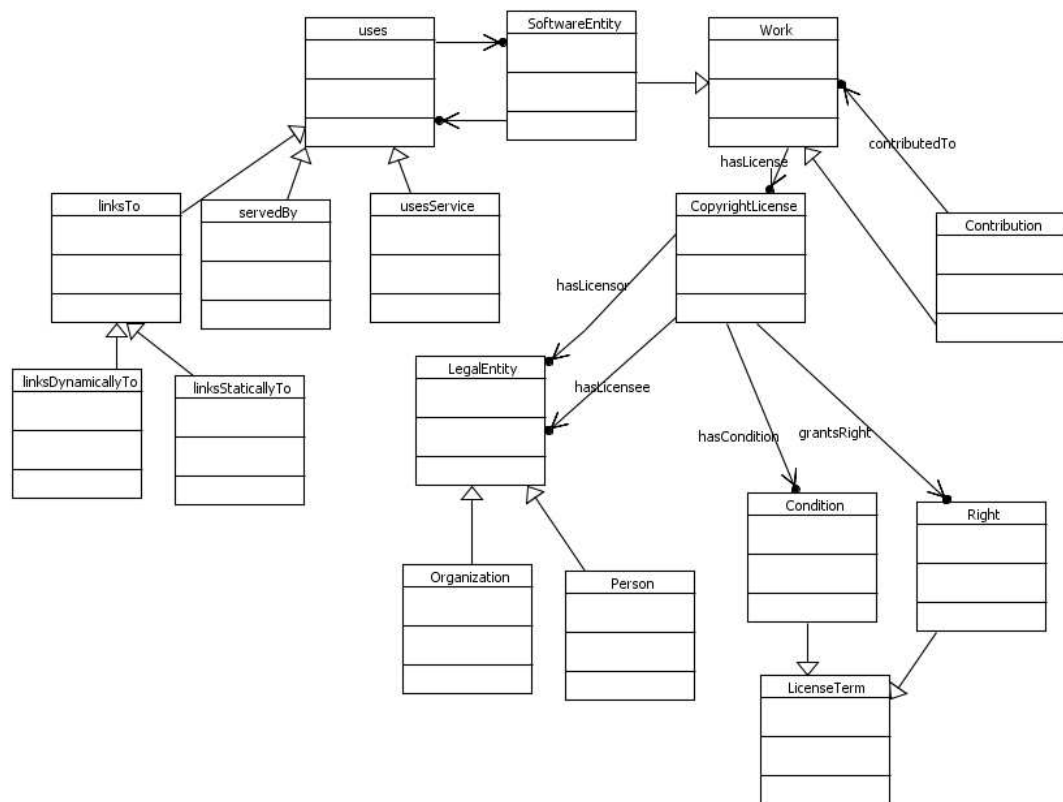 uses
SoftwareEntity
Work
hasLicense
contributedTo
linksTo
servedBy
usesService
CopyrightLicense
Contribution
hasLicensor
linksDynamicallyTo
linksStaticallyTo
LegalEntity
hasLicensee
hasCondition
grantsRight
Condition
Right
Organization
Person
LicenseTerm